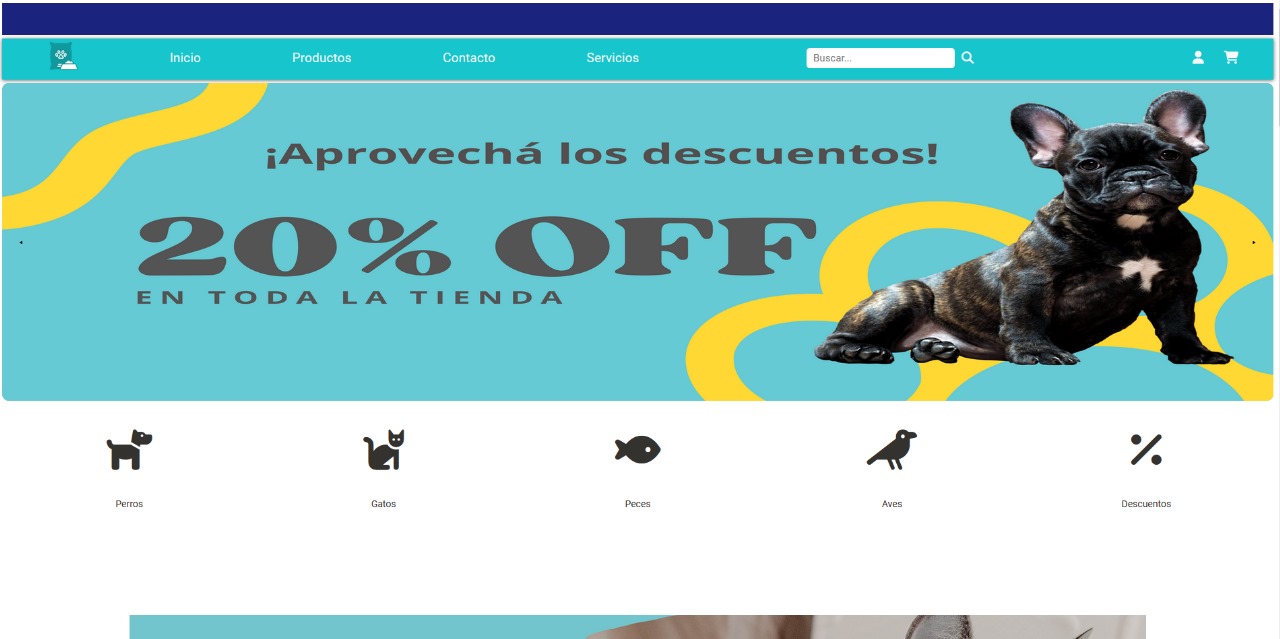 Inicio Productos Contacto Servicios Buscar...
¡Aprovechá los descuentos!
20% OFF
EN TODA LA TIENDA
Perros Gatos Peces Aves Descuentos